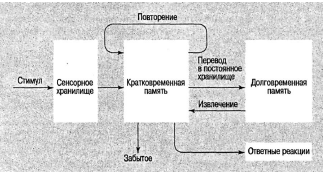 Повторение
Стимул
Сенсорное
хранилище
Кратковременная
память
Перевод
в постоянное
хранилище
Извлечение
Долговременная
память
Забытое
Ответные реакции